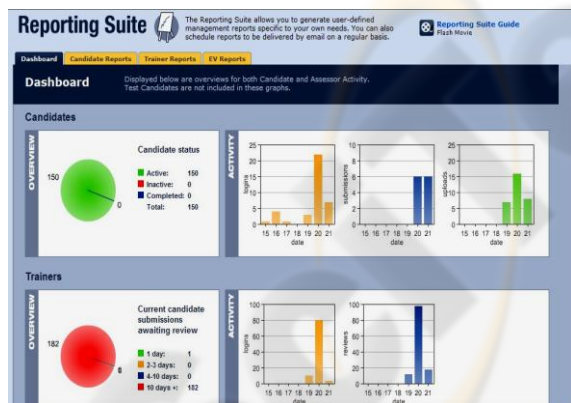 Reporting Suite
The Reporting Suite allows you to generate user-defined
management reports specific to your own needs. You can also
schedule reports to be delivered by email on a regular basis.
Reporting Suite Guide
Flash Movie
Dashboard
Candidate Reports
Trainer Reports
EV Reports
Dashboard
Displayed below are overviews for both Candidate and Assessor Activity.
Test Candidates are not included in these graphs.
Candidates
OVERVIEW
150
0
Candidate status
Active: 150
Inactive: 0
Completed: 0
Total: 150
ACTIVITY
25
20
15
10
5
0
logins
15 16 17 18 19 20 21
date
10
8
6
4
2
0
submissions
15 16 17 18 19 20 21
date
25
20
15
10
5
0
uploads
15 16 17 18 19 20 21
date
Trainers
OVERVIEW
182
Current candidate
submissions
awaiting review
1 day: 1
2-3 days: 0
4-10 days: 0
10 days +: 182
ACTIVITY
100
80
60
40
20
0
logins
15 16 17 18 19 20 21
date
100
80
60
40
20
0
reviews
15 16 17 18 19 20 21
date